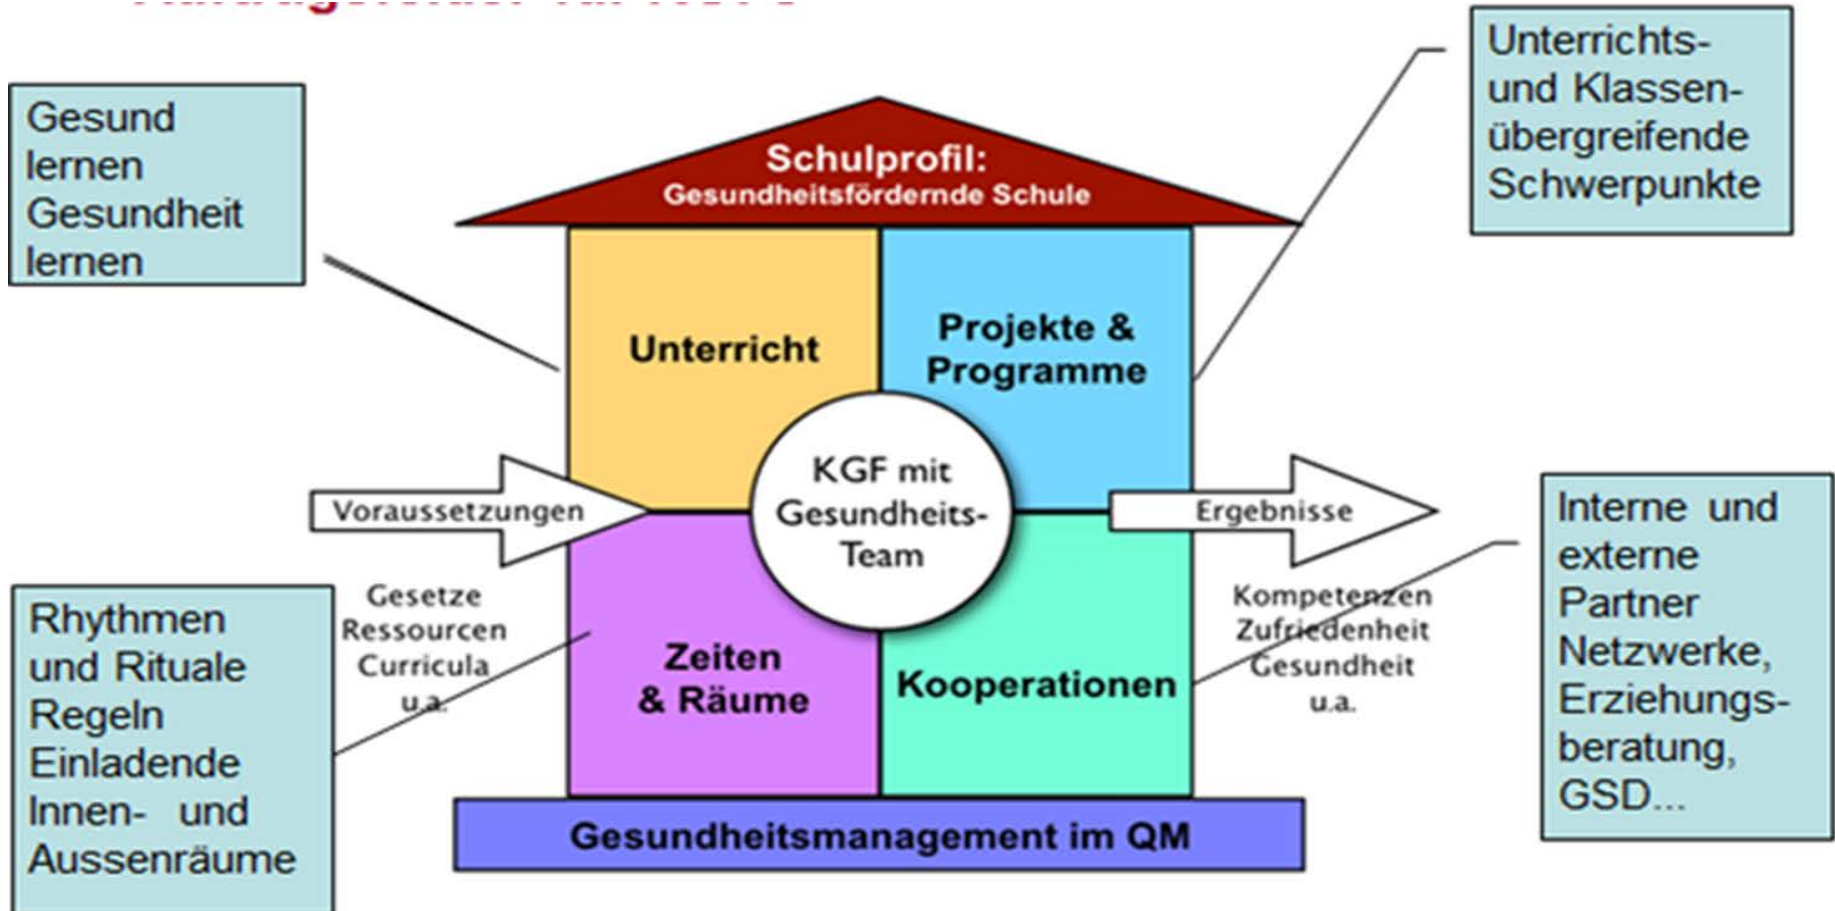 Gesund
lernen
Gesundheit
lernen
Unterrichts-
und Klassen-
übergreifende
Schwerpunkte
Schulprofil:
Gesundheitsfördernde Schule
Unterricht
Projekte &
Programme
KGF mit
Gesundheits-
Team
Voraussetzungen
Ergebnisse
Gesetze
Ressourcen
Curricula
u.a.
Kompetenzen
Zufriedenheit
Gesundheit
u.a.
Rhythmen
und Rituale
Regeln
Einladende
Innen- und
Aussenräume
Zeiten
& Räume
Kooperationen
Interne und
externe
Partner
Netzwerke,
Erziehungs-
beratung,
GSD...
Gesundheitsmanagement im QM